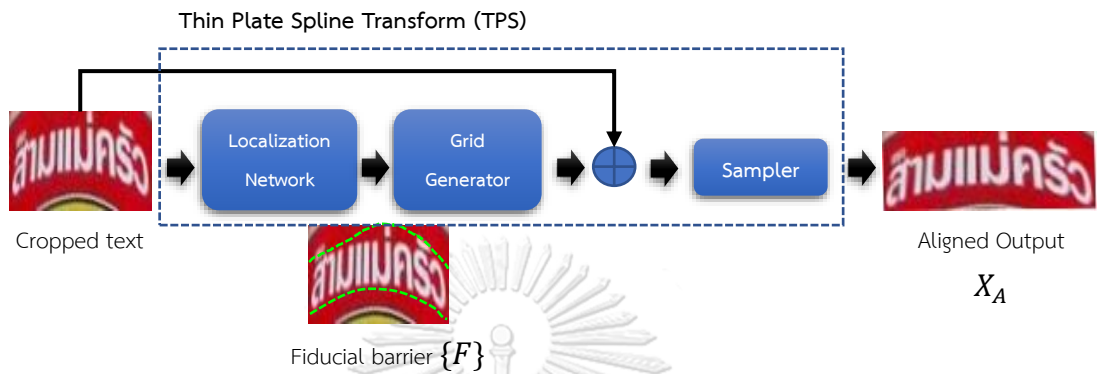 Thin Plate Spline Transform (TPS)
สามแม่ครัว
Localization
Network
Grid
Generator
Sampler
สามแม่ครัว
Cropped text
สามแม่ครัว
Aligned Output
X_A
Fiducial barrier {F}